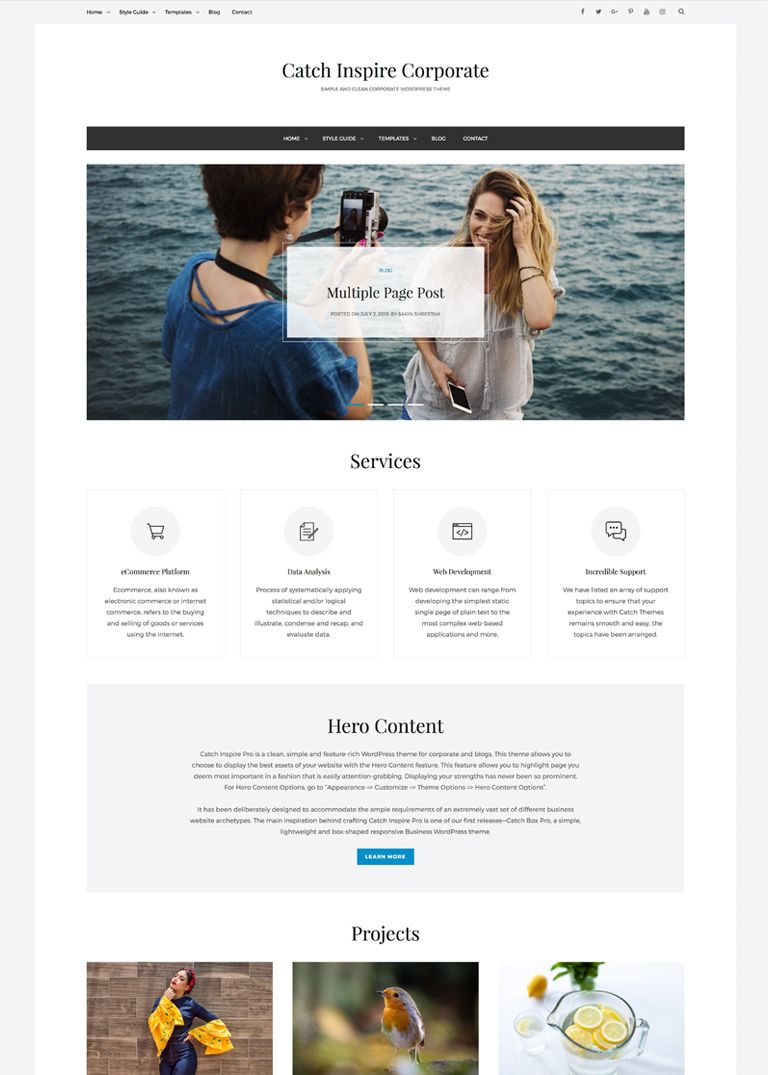 Home Style Guide Templates Blog Contact
Catch Inspire Corporate
SIMPLE AND CLEAN CORPORATE WORDPRESS THEME
HOME STYLE GUIDE TEMPLATES BLOG CONTACT
BLOG
Multiple Page Post
POSTED ON JULY 2, 2018 BY SAKIN SHRESTHA
Services
eCommerce Platform
Ecommerce, also known as
electronic commerce or internet
commerce, refers to the buying
and selling of goods or services
using the internet.
Data Analysis
Process of systematically applying
statistical and/or logical
techniques to describe and
illustrate, condense and recap, and
evaluate data.
Web Development
Web development can range from
developing the simplest static
single page of plain text to the
most complex web-based
applications and more.
Incredible Support
We have listed an array of support
topics to ensure that your
experience with Catch Themes
remains smooth and easy, the
topics have been arranged.
Hero Content
Catch Inspire Pro is a clean, simple and feature-rich WordPress theme for corporate and blogs. This theme allows you to
choose to display the best assets of your website with the Hero Content feature. This feature allows you to highlight page you
deem most important in a fashion that is easily attention-grabbing. Displaying your strengths has never been so prominent.
For Hero Content Options, go to "Appearance => Customize => Theme Options => Hero Content Options".
It has been deliberately designed to accommodate the ample requirements of an extremely vast set of different business
website archetypes. The main inspiration behind crafting Catch Inspire Pro is one of our first releases—Catch Box Pro, a simple,
lightweight and box-shaped responsive Business WordPress theme.
LEARN MORE
Projects